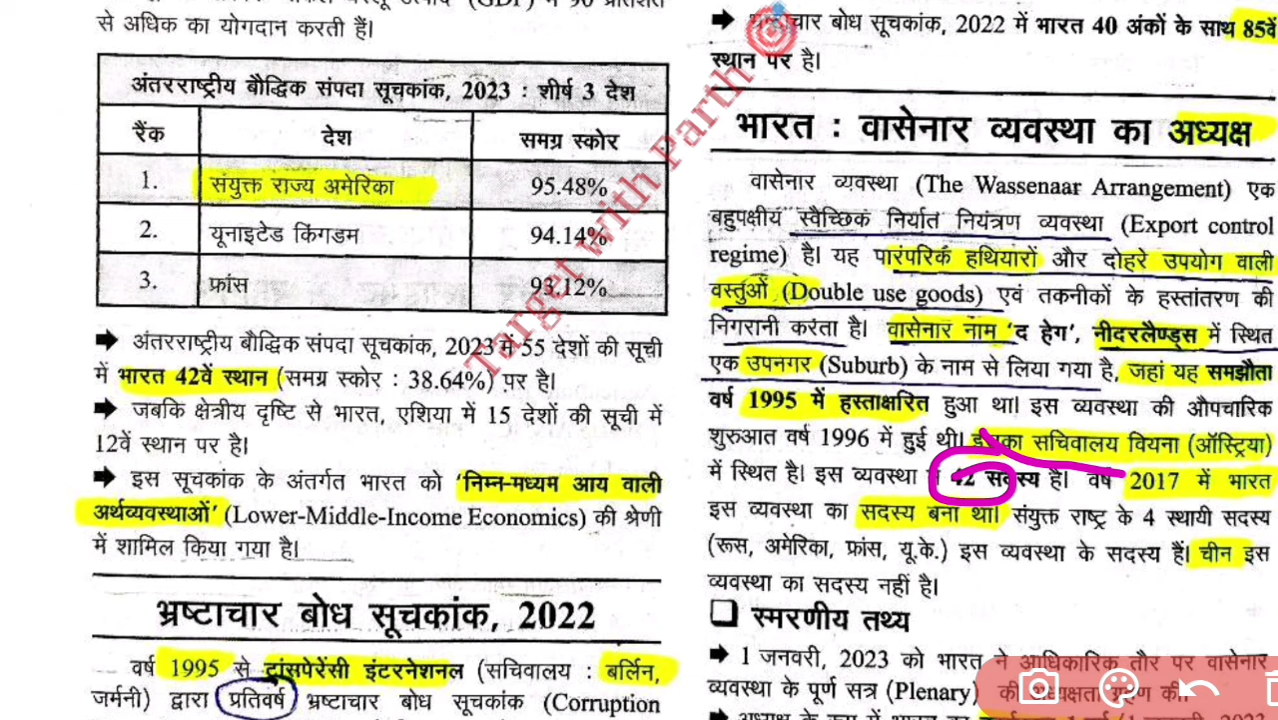 से अधिक का योगदान करती हैं।
अंतरराष्ट्रीय बौद्धिक संपदा सूचकांक, 2023 : शीर्ष 3 देश
रैंक देश समग्र स्कोर
1. संयुक्त राज्य अमेरिका 95.48%
2. यूनाइटेड किंगडम 94.14%
3. फ्रांस 93.12%
➡ अंतरराष्ट्रीय बौद्धिक संपदा सूचकांक, 2023 में 55 देशों की सूची
में भारत 42वें स्थान (समग्र स्कोर : 38.64%) पर है।
➡ जबकि क्षेत्रीय दृष्टि से भारत, एशिया में 15 देशों की सूची में
12वें स्थान पर है।
➡ इस सूचकांक के अंतर्गत भारत को 'निम्न-मध्यम आय वाली
अर्थव्यवस्थाओं' (Lower-Middle-Income Economics) की श्रेणी
में शामिल किया गया है।
भ्रष्टाचार बोध सूचकांक, 2022
वर्ष 1995 से ट्रांसपेरेंसी इंटरनेशनल (सचिवालय : बर्लिन,
जर्मनी) द्वारा प्रतिवर्ष भ्रष्टाचार बोध सूचकांक (Corruption
➡ भ्रष्टाचार बोध सूचकांक, 2022 में भारत 40 अंकों के साथ 85वें
स्थान पर है।
भारत : वासेनार व्यवस्था का अध्यक्ष
वासेनार व्यवस्था (The Wassenaar Arrangement) एक
बहुपक्षीय स्वैच्छिक निर्यात नियंत्रण व्यवस्था (Export control
regime) है। यह पारंपरिक हथियारों और दोहरे उपयोग वाली
वस्तुओं (Double use goods) एवं तकनीकों के हस्तांतरण की
निगरानी करता है। वासेनार नाम 'द हेग', नीदरलैण्ड्स में स्थित
एक उपनगर (Suburb) के नाम से लिया गया है, जहां यह समझौता
वर्ष 1995 में हस्ताक्षरित हुआ था। इस व्यवस्था की औपचारिक
शुरुआत वर्ष 1996 में हुई थी। इसका सचिवालय वियना (ऑस्ट्रिया)
में स्थित है। इस व्यवस्था 42 सदस्य हैं। वर्ष 2017 में भारत
इस व्यवस्था का सदस्य बना था। संयुक्त राष्ट्र के 4 स्थायी सदस्य
(रूस, अमेरिका, फ्रांस, यू.के.) इस व्यवस्था के सदस्य हैं। चीन इस
व्यवस्था का सदस्य नहीं है।
❑ स्मरणीय तथ्य
➡ 1 जनवरी, 2023 को भारत ने आधिकारिक तौर पर वासेनार
व्यवस्था के पूर्ण सत्र (Plenary) की अध्यक्षता ग्रहण की
Target with Parth